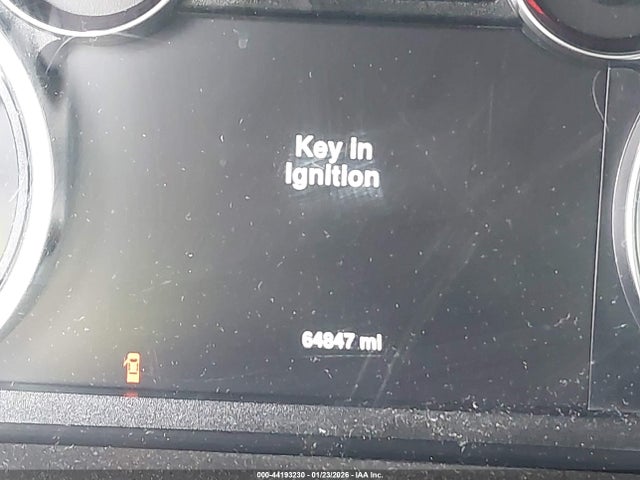 Key in
Ignition
64847 mi
000-44193230 - 01/23/2026 - IAA Inc.